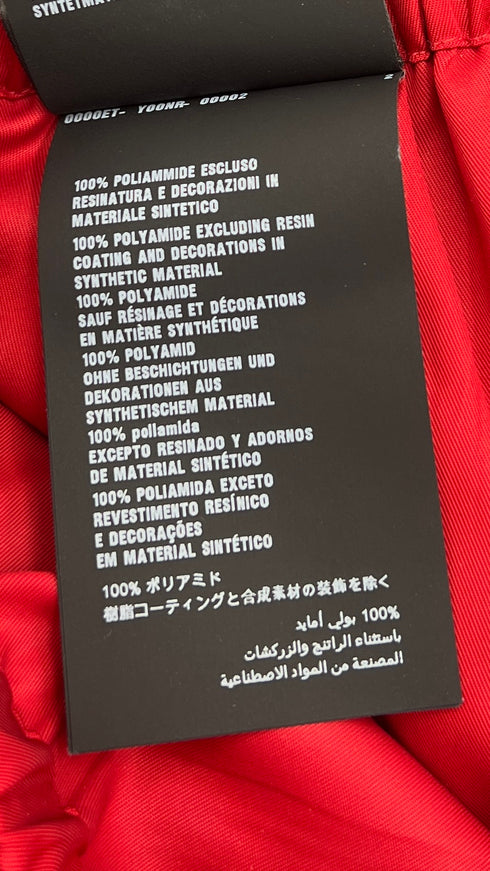 0000ET- Y00NR- 00002
2
100% POLIAMMIDE ESCLUSO
RESINATURA E DECORAZIONI IN
MATERIALE SINTETICO
100% POLYAMIDE EXCLUDING RESIN
COATING AND DECORATIONS IN
SYNTHETIC MATERIAL
100% POLYAMIDE
SAUF RÉSINAGE ET DÉCORATIONS
EN MATIÈRE SYNTHÉTIQUE
100% POLYAMID
OHNE BESCHICHTUNGEN UND
DEKORATIONEN AUS
SYNTHETISCHEM MATERIAL
100% poliamida
EXCEPTO RESINADO Y ADORNOS
DE MATERIAL SINTÉTICO
100% POLIAMIDA EXCETO
REVESTIMENTO RESÍNICO
E DECORAÇÕES
EM MATERIAL SINTÉTICO
100% ポリアミド
樹脂コーティングと合成素材の装飾を除く
100% بولي أمايد
باستثناء الراتنج والزركشات
المصنعة من المواد الاصطناعية